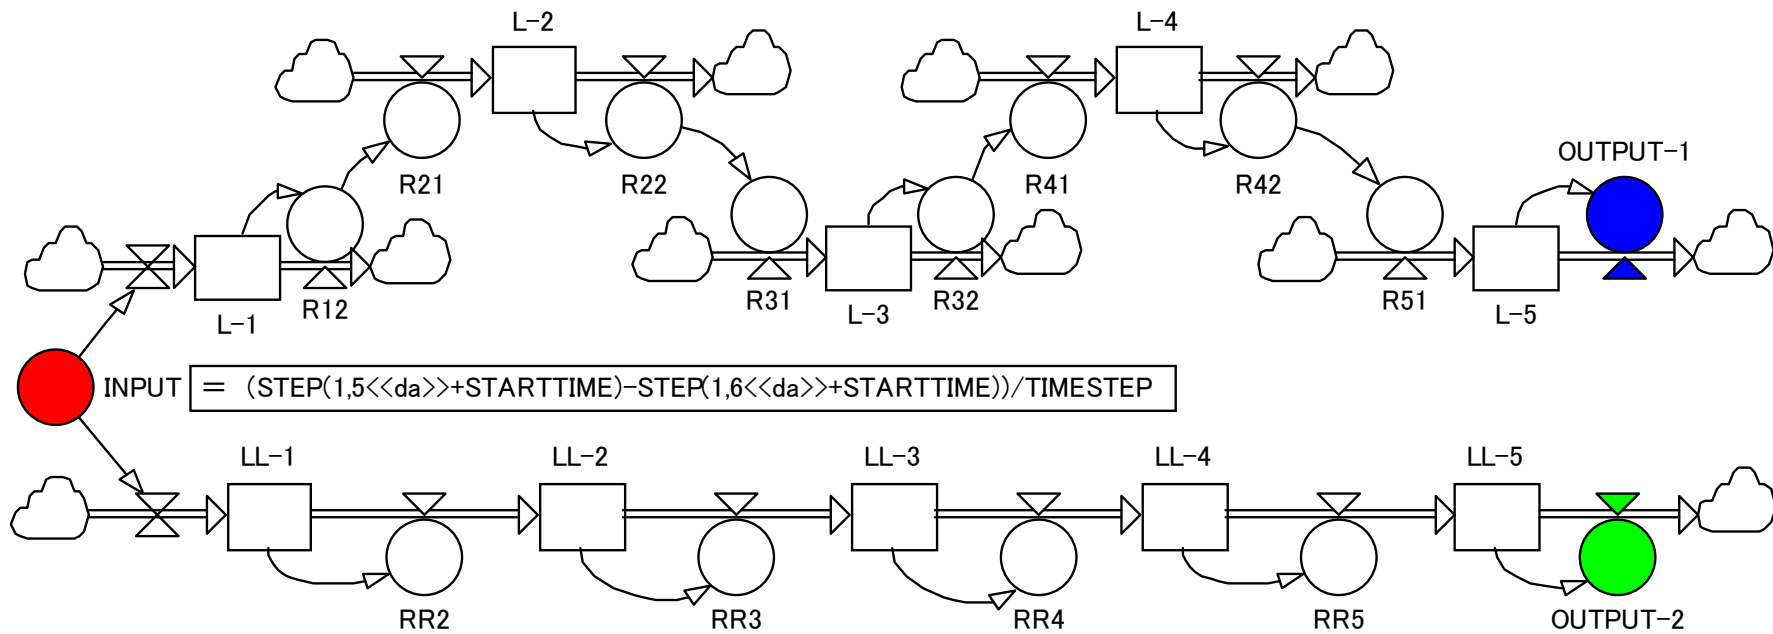 L-2
L-4
OUTPUT-1
R21
R22
R41
R42
R12
R31
R32
R51
L-1
L-3
L-5
INPUT = (STEP(1,5<<da>>+STARTTIME)-STEP(1,6<<da>>+STARTTIME))/TIMESTEP
LL-1
LL-2
LL-3
LL-4
LL-5
RR2
RR3
RR4
RR5
OUTPUT-2